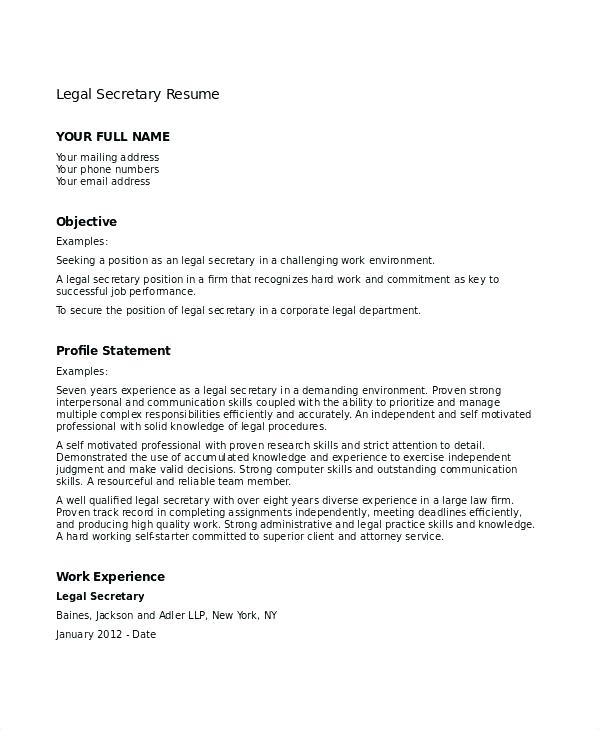 Legal Secretary Resume
YOUR FULL NAME
Your mailing address
Your phone numbers
Your email address
Objective
Examples:
Seeking a position as an legal secretary in a challenging work environment.
A legal secretary position in a firm that recognizes hard work and commitment as key to
successful job performance.
To secure the position of legal secretary in a corporate legal department.
Profile Statement
Examples:
Seven years experience as a legal secretary in a demanding environment. Proven strong
interpersonal and communication skills coupled with the ability to prioritize and manage
multiple complex responsibilities efficiently and accurately. An independent and self motivated
professional with solid knowledge of legal procedures.
A self motivated professional with proven research skills and strict attention to detail.
Demonstrated the use of accumulated knowledge and experience to exercise independent
judgment and make valid decisions. Strong computer skills and outstanding communication
skills. A resourceful and reliable team member.
A well qualified legal secretary with over eight years diverse experience in a large law firm.
Proven track record in completing assignments independently, meeting deadlines efficiently,
and producing high quality work. Strong administrative and legal practice skills and knowledge.
A hard working self-starter committed to superior client and attorney service.
Work Experience
Legal Secretary
Baines, Jackson and Adler LLP, New York, NY
January 2012 - Date